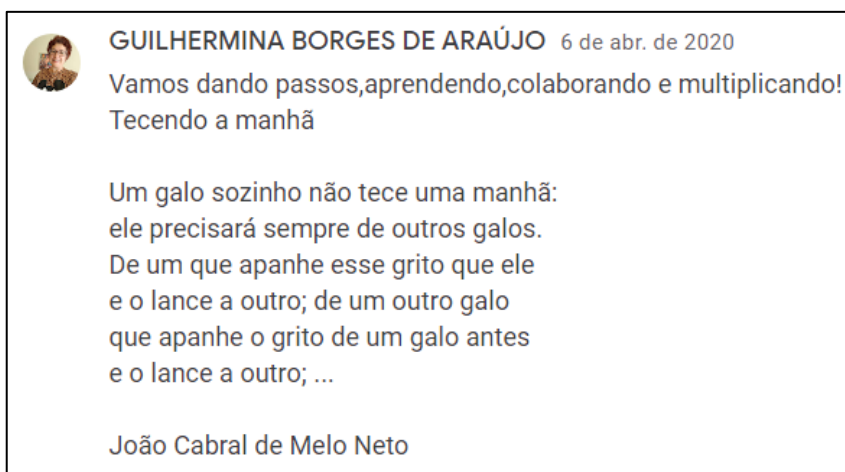 GUILHERMINA BORGES DE ARAÚJO 6 de abr. de 2020
Vamos dando passos,aprendendo,colaborando e multiplicando!
Tecendo a manhã
Um galo sozinho não tece uma manhã:
ele precisará sempre de outros galos.
De um que apanhe esse grito que ele
e o lance a outro; de um outro galo
que apanhe o grito de um galo antes
e o lance a outro; ...
João Cabral de Melo Neto